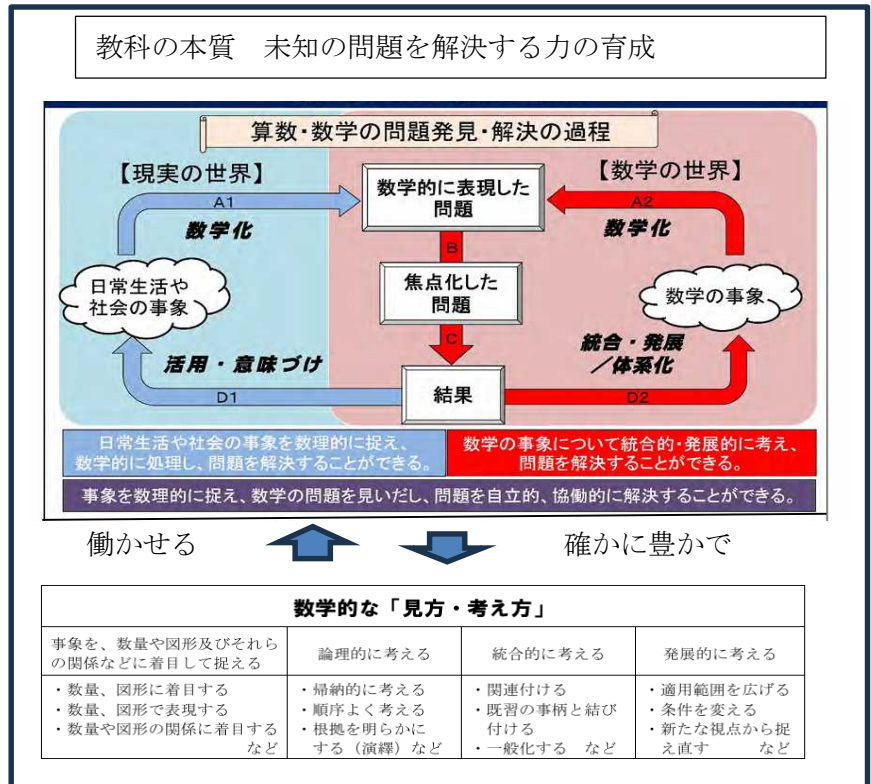 教科の本質　未知の問題を解決する力の育成
算数・数学の問題発見・解決の過程
【現実の世界】
【数学の世界】
A1
数学化
数学的に表現した
問題
A2
数学化
B
日常生活や
社会の事象
焦点化した
問題
数学の事象
C
活用・意味づけ
D1
結果
統合・発展
／体系化
D2
日常生活や社会の事象を数理的に捉え、
数学的に処理し、問題を解決することができる。
数学の事象について統合的・発展的に考え、
問題を解決することができる。
事象を数理的に捉え、数学の問題を見いだし、問題を自立的、協働的に解決することができる。
働かせる
確かに豊かで
数学的な「見方・考え方」
事象を、数量や図形及びそれら
の関係などに着目して捉える
論理的に考える
統合的に考える
発展的に考える
・数量、図形に着目する
・数量、図形で表現する
・数量や図形の関係に着目する
など
・帰納的に考える
・順序よく考える
・根拠を明らかに
する（演繹）など
・関連付ける
・既習の事柄と結び
付ける
・一般化する　など
・適用範囲を広げる
・条件を変える
・新たな視点から捉
え直す　　など